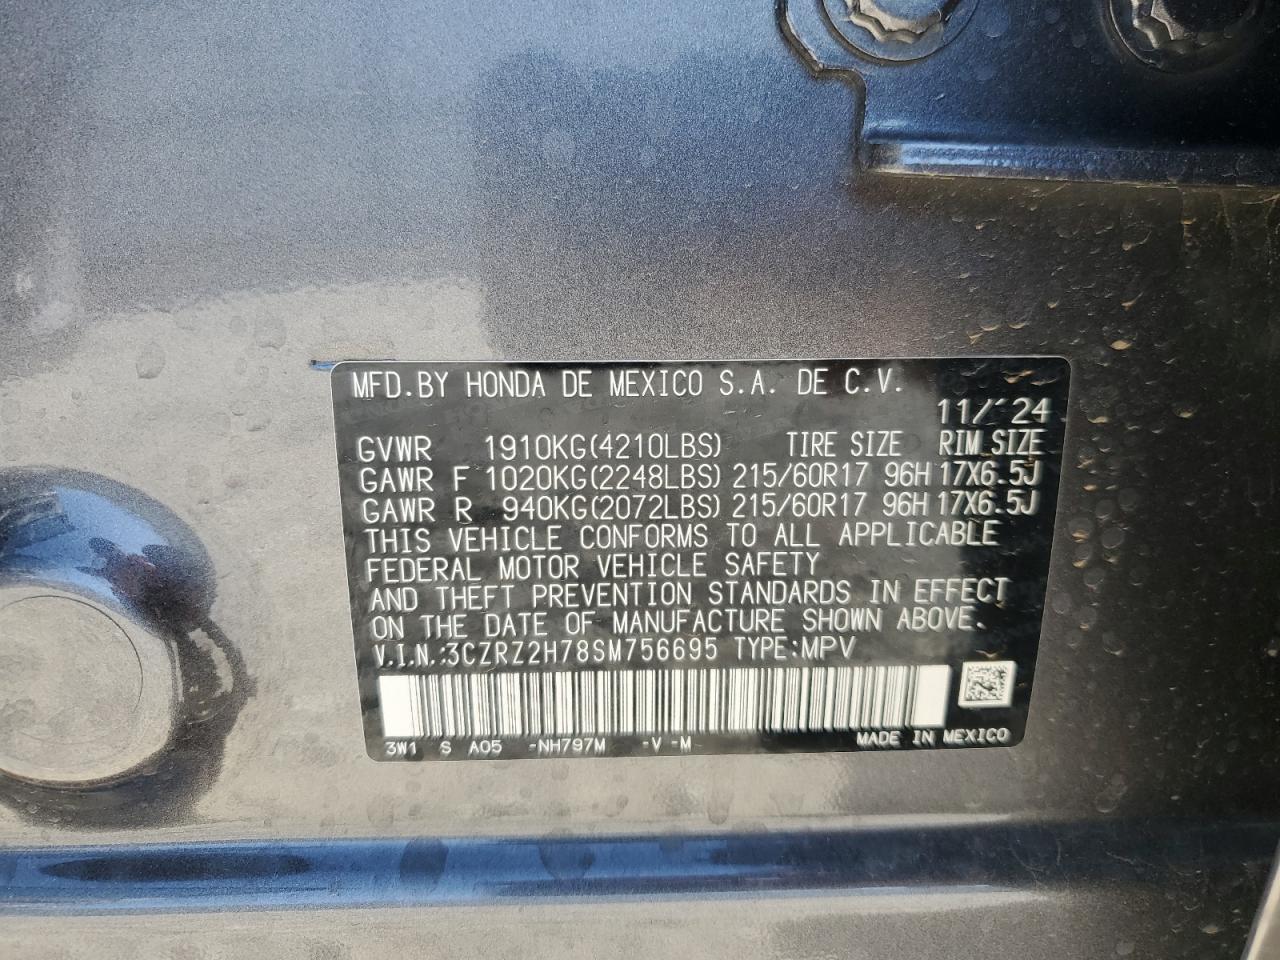 MFD.BY HONDA DE MEXICO S.A. DE C.V.
11/´24
GVWR 1910KG(4210LBS) TIRE SIZE RIM SIZE
GAWR F 1020KG(2248LBS) 215/60R17 96H 17X6.5J
GAWR R 940KG(2072LBS) 215/60R17 96H 17X6.5J
THIS VEHICLE CONFORMS TO ALL APPLICABLE
FEDERAL MOTOR VEHICLE SAFETY
AND THEFT PREVENTION STANDARDS IN EFFECT
ON THE DATE OF MANUFACTURE SHOWN ABOVE.
V.I.N.:3CZRZ2H78SM756695 TYPE:MPV
3W1 S A05 -NH797M -V -M MADE IN MEXICO